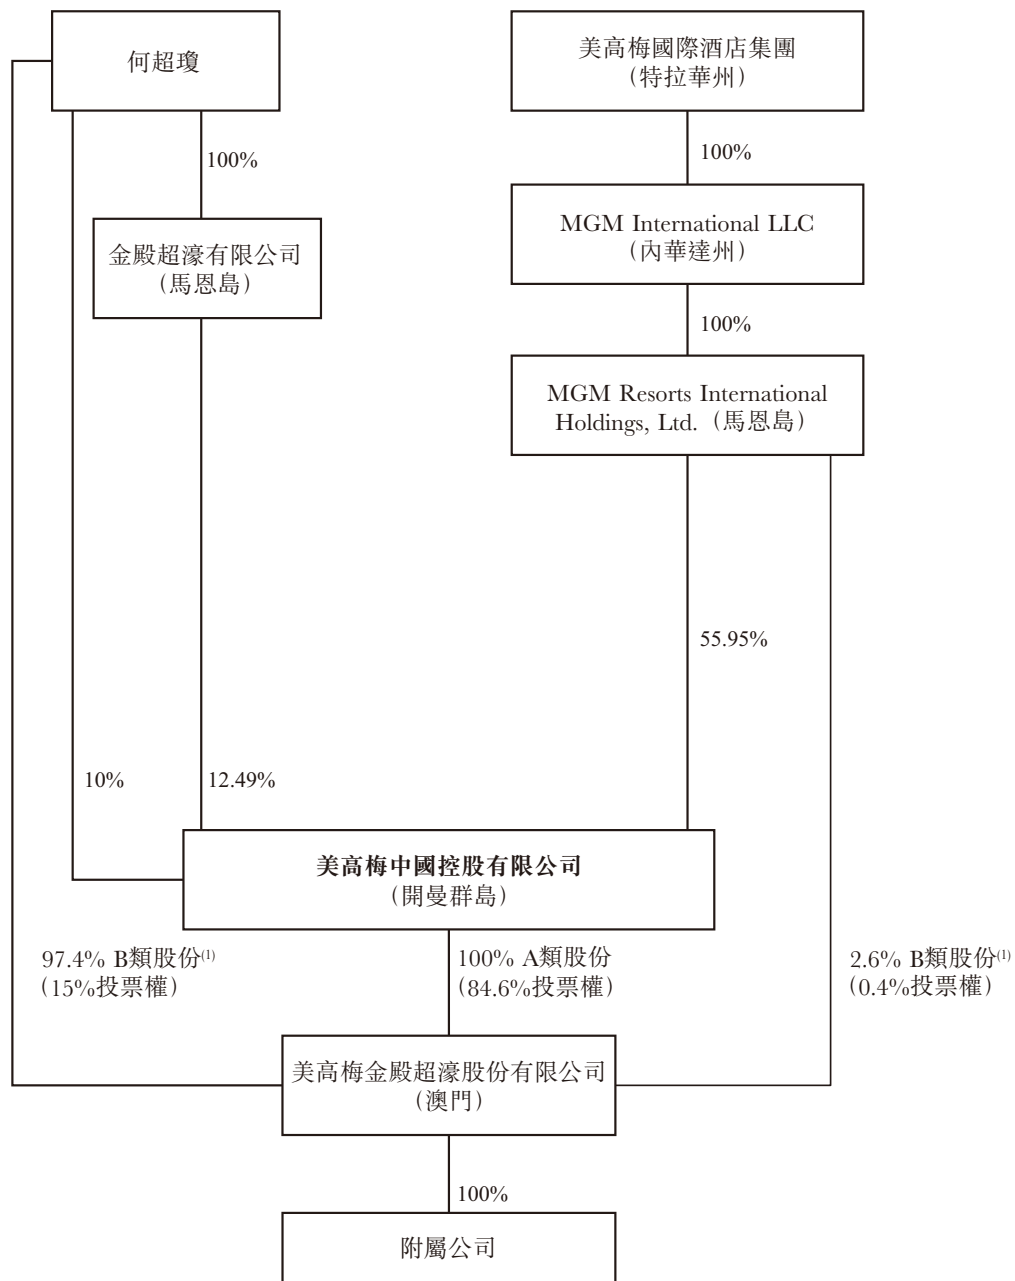 何超瓊
美高梅國際酒店集團
（特拉華州）
100%
100%
金殿超濠有限公司
（馬恩島）
MGM International LLC
（內華達州）
100%
MGM Resorts International
Holdings, Ltd.（馬恩島）
55.95%
10%
12.49%
美高梅中國控股有限公司
（開曼群島）
97.4% B類股份(1)
（15%投票權）
100% A類股份
（84.6%投票權）
2.6% B類股份(1)
（0.4%投票權）
美高梅金殿超濠股份有限公司
（澳門）
100%
附屬公司